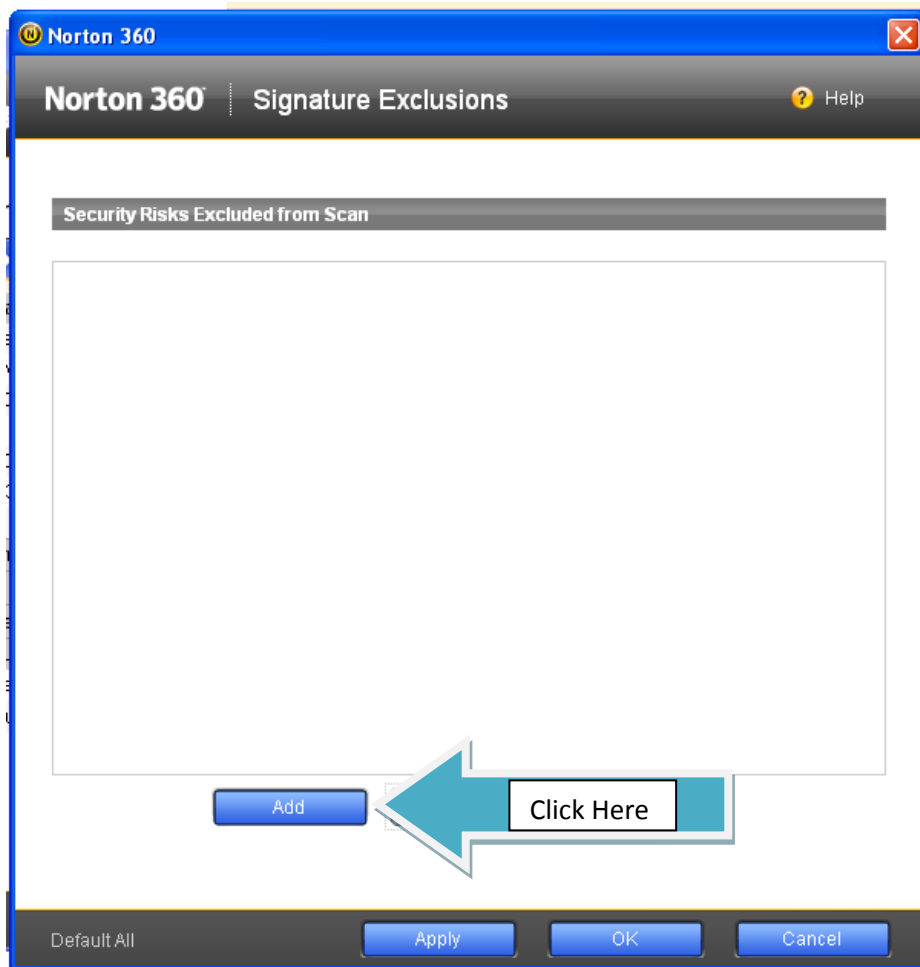 Norton 360
Norton 360 Signature Exclusions Help
Security Risks Excluded from Scan
Add
Click Here
Default All Apply OK Cancel